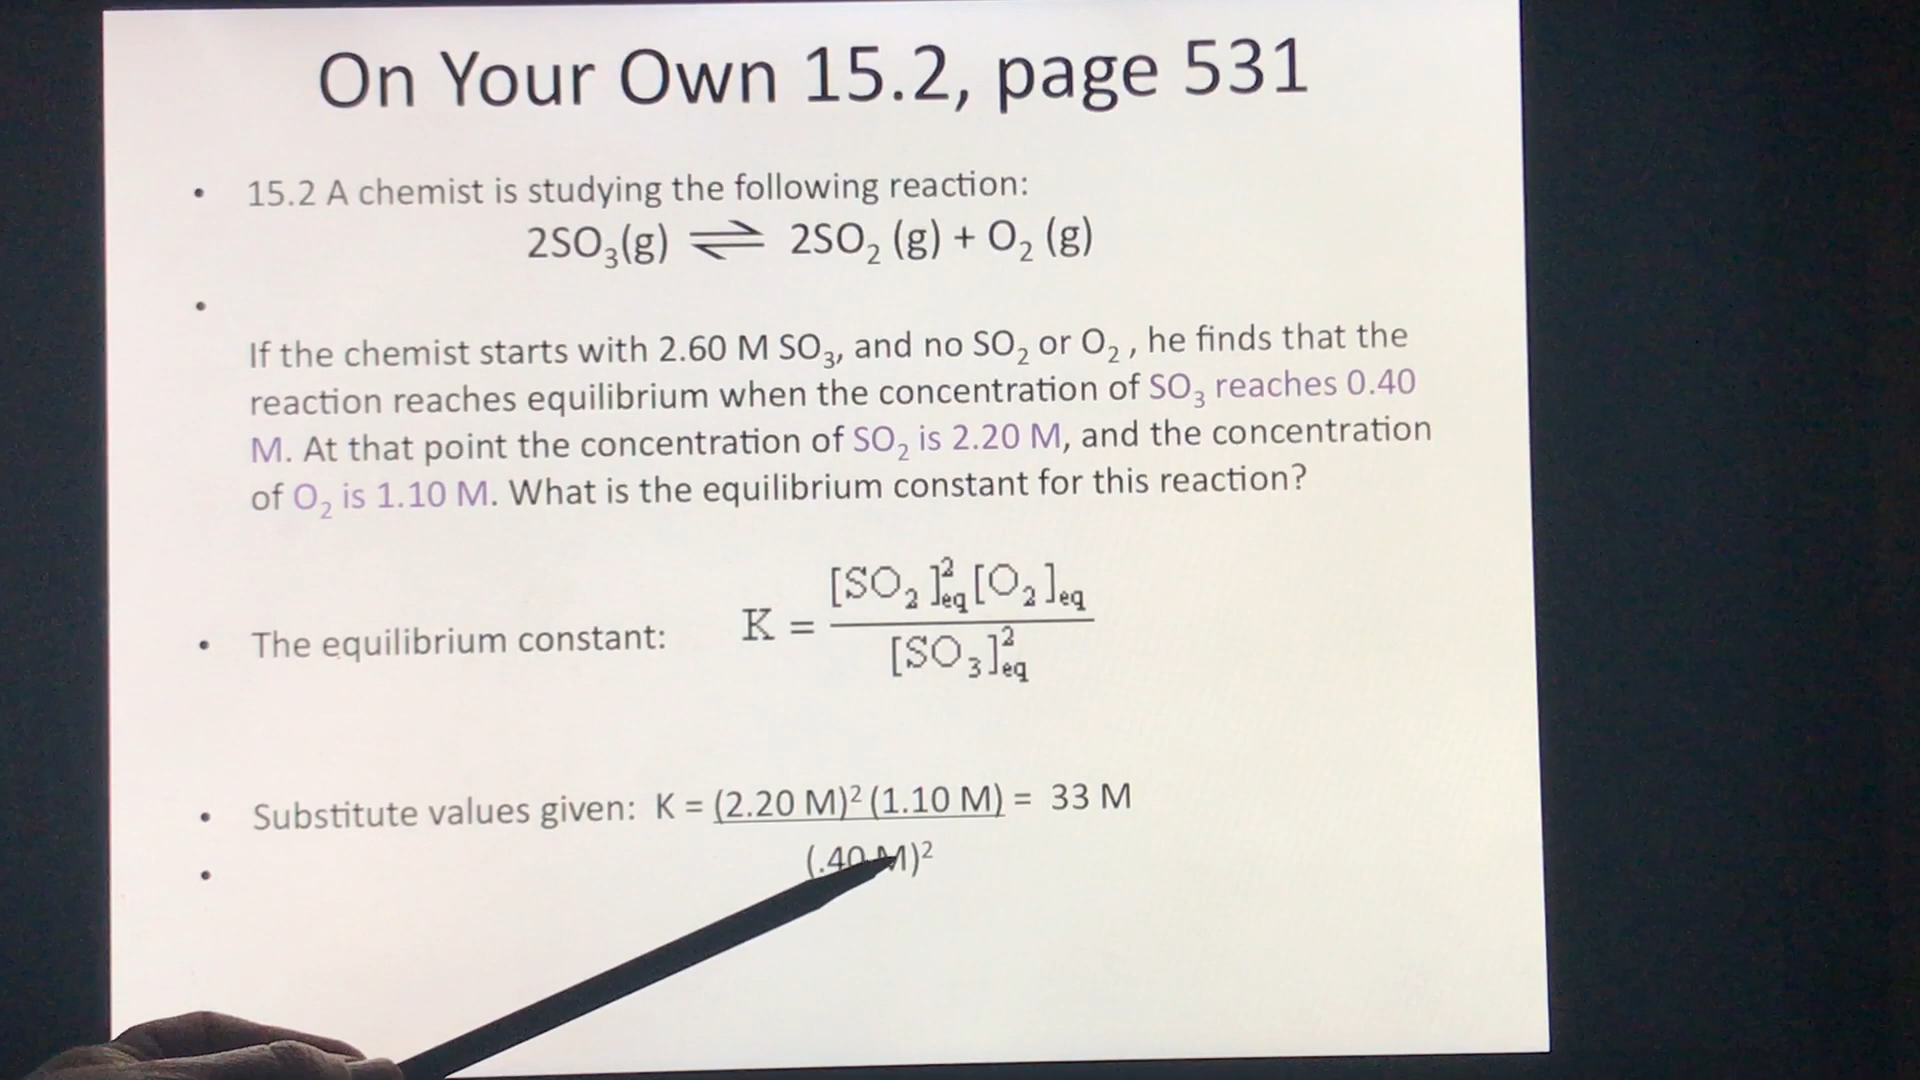 On Your Own 15.2, page 531
• 15.2 A chemist is studying the following reaction:
2SO₃(g) ⇌ 2SO₂ (g) + O₂ (g)
•
If the chemist starts with 2.60 M SO₃, and no SO₂ or O₂ , he finds that the
reaction reaches equilibrium when the concentration of SO₃ reaches 0.40
M. At that point the concentration of SO₂ is 2.20 M, and the concentration
of O₂ is 1.10 M. What is the equilibrium constant for this reaction?
[SO₂]²eq[O₂]eq
• The equilibrium constant: K =
[SO₃]²eq
• Substitute values given: K = (2.20 M)² (1.10 M) = 33 M
• (.40 M)²